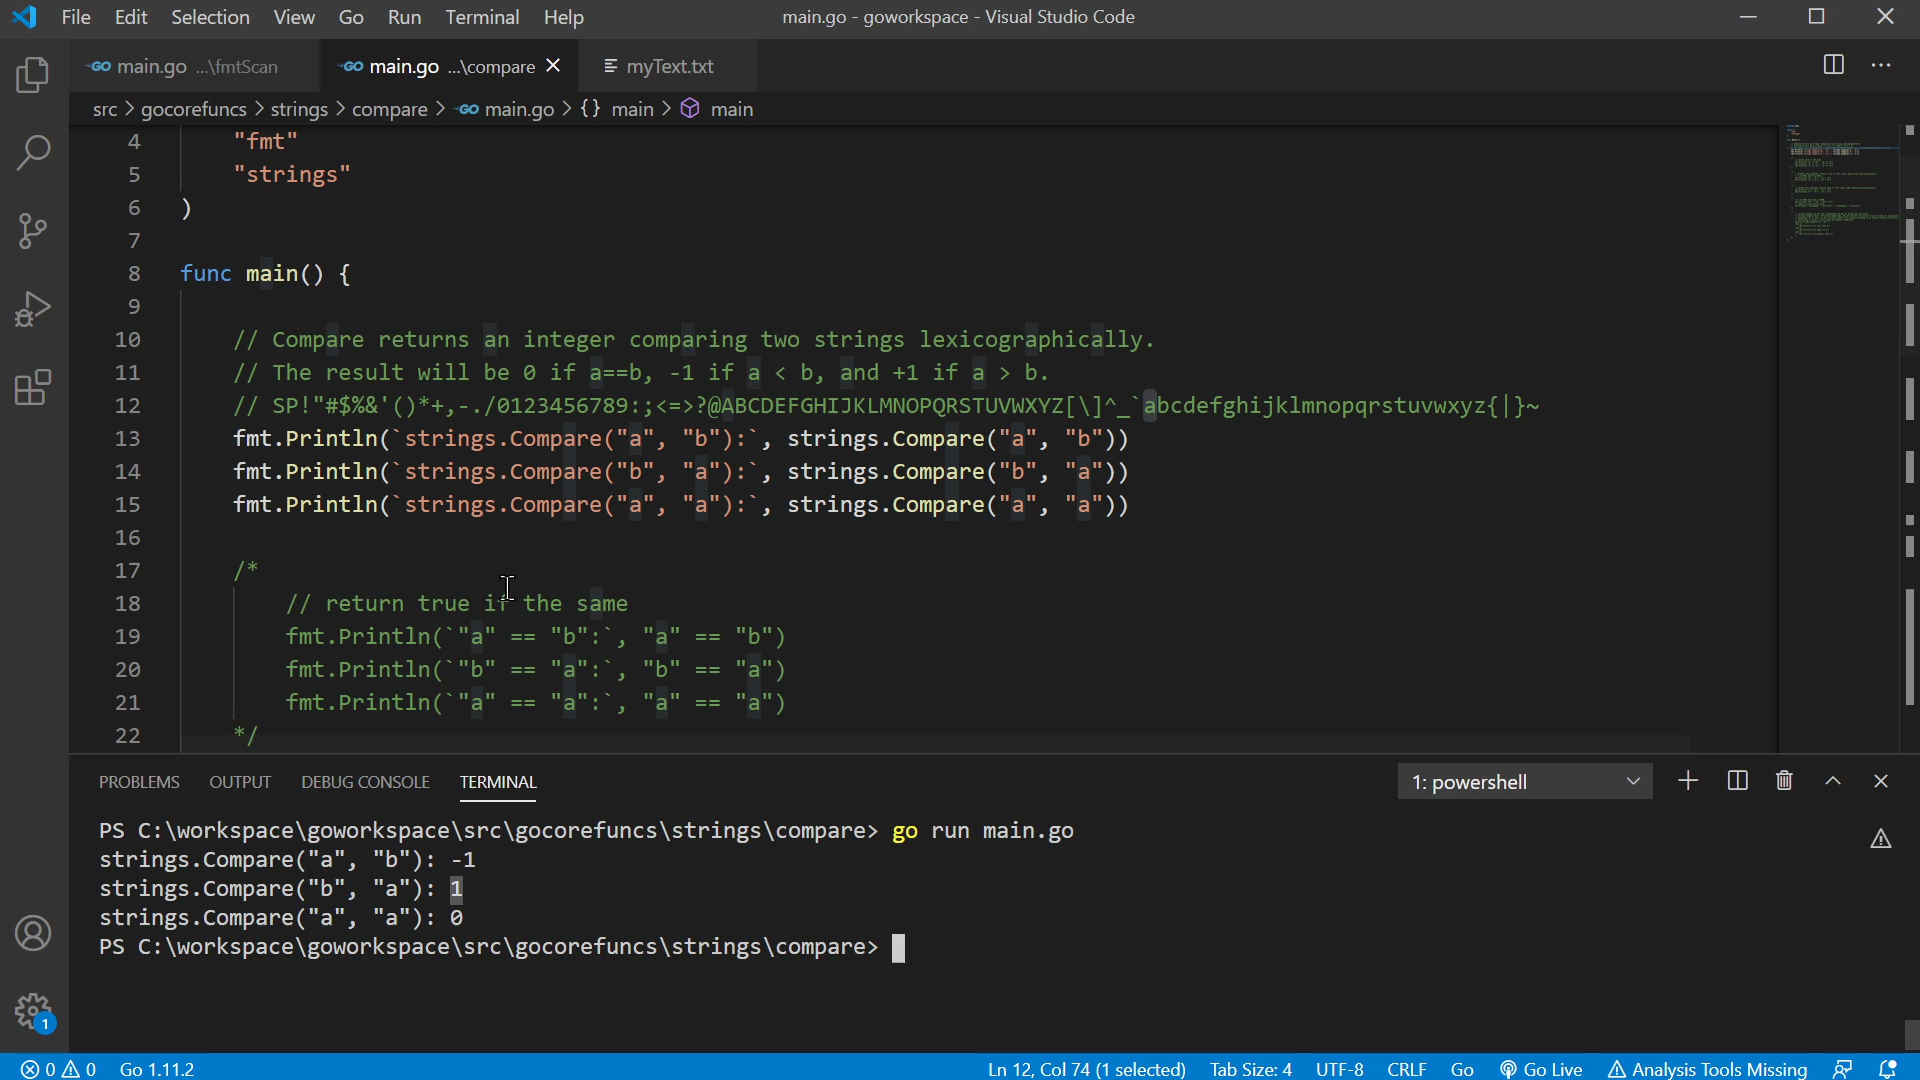 File Edit Selection View Go Run Terminal Help main.go - goworkspace - Visual Studio Code
main.go ...\fmtScan main.go ...\compare myText.txt
src > gocorefuncs > strings > compare > main.go > {} main > main
4 "fmt"
5 "strings"
6 )
7
8 func main() {
9
10 // Compare returns an integer comparing two strings lexicographically.
11 // The result will be 0 if a==b, -1 if a < b, and +1 if a > b.
12 // SP!"#$%&'()*+,-./0123456789:;<=>?@ABCDEFGHIJKLMNOPQRSTUVWXYZ[\]^_`abcdefghijklmnopqrstuvwxyz{|}~
13 fmt.Println(`strings.Compare("a", "b"):`, strings.Compare("a", "b"))
14 fmt.Println(`strings.Compare("b", "a"):`, strings.Compare("b", "a"))
15 fmt.Println(`strings.Compare("a", "a"):`, strings.Compare("a", "a"))
16
17 /*
18 // return true if the same
19 fmt.Println(`"a" == "b":`, "a" == "b")
20 fmt.Println(`"b" == "a":`, "b" == "a")
21 fmt.Println(`"a" == "a":`, "a" == "a")
22 */
PROBLEMS OUTPUT DEBUG CONSOLE TERMINAL 1: powershell
PS C:\workspace\goworkspace\src\gocorefuncs\strings\compare> go run main.go
strings.Compare("a", "b"): -1
strings.Compare("b", "a"): 1
strings.Compare("a", "a"): 0
PS C:\workspace\goworkspace\src\gocorefuncs\strings\compare>
1
0 0 Go 1.11.2 Ln 12, Col 74 (1 selected) Tab Size: 4 UTF-8 CRLF Go Go Live Analysis Tools Missing